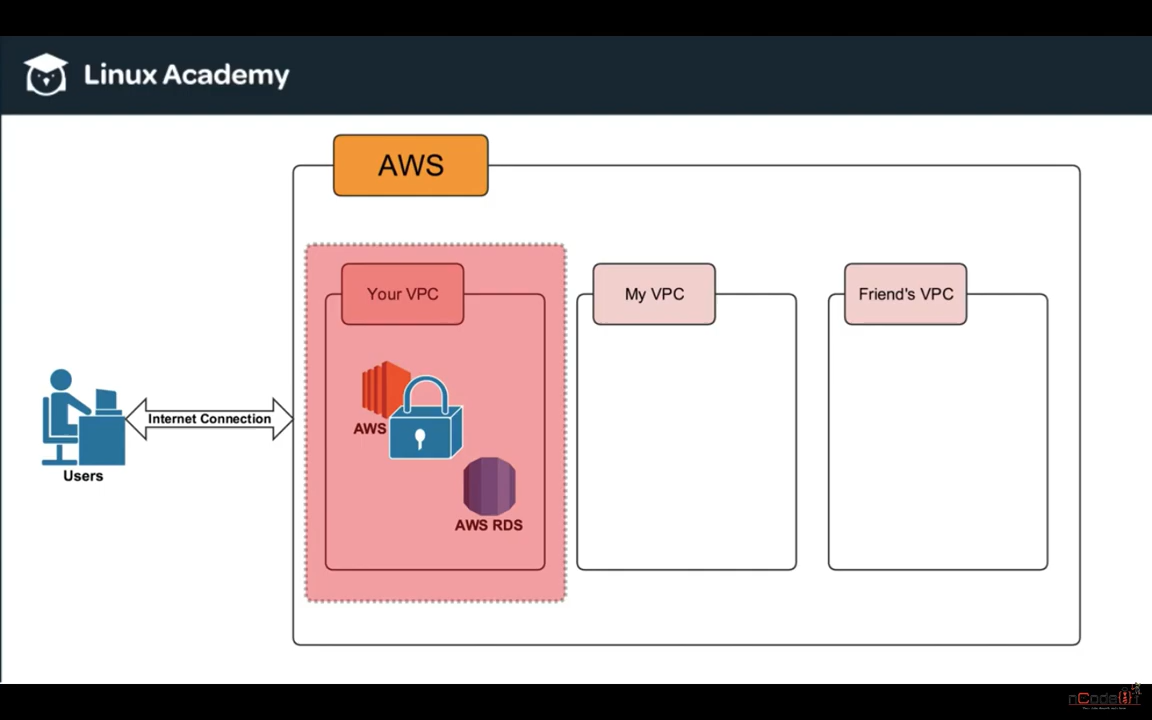 Linux Academy
AWS
Your VPC
My VPC
Friend's VPC
Internet Connection
AWS
Users
AWS RDS